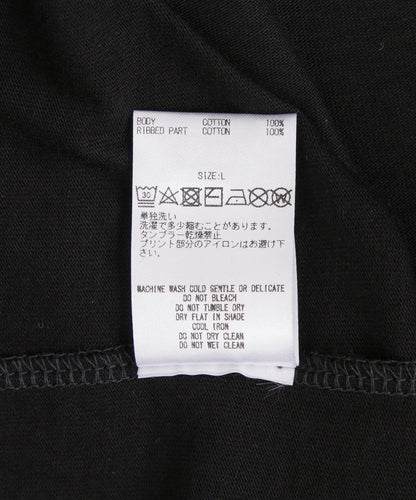 BODY COTTON 100%
RIBBED PART COTTON 100%
SIZE:L
30
単独洗い
洗濯で多少縮むことがあります。
タンブラー乾燥禁止
プリント部分のアイロンはお避け下さい。
MACHINE WASH COLD GENTLE OR DELICATE
DO NOT BLEACH
DO NOT TUMBLE DRY
DRY FLAT IN SHADE
COOL IRON
DO NOT DRY CLEAN
DO NOT WET CLEAN